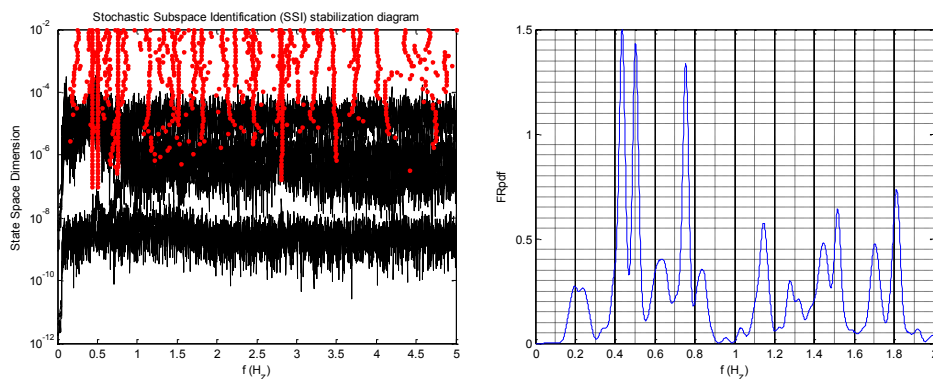 Stochastic Subspace Identification (SSI) stabilization diagram
State Space Dimension
10^-2
10^-4
10^-6
10^-8
10^-10
10^-12
0 0.5 1 1.5 2 2.5 3 3.5 4 4.5 5
f (H_Z)
FRpdf
1.5
1
0.5
0
0 0.2 0.4 0.6 0.8 1 1.2 1.4 1.6 1.8 2
f (H_Z)